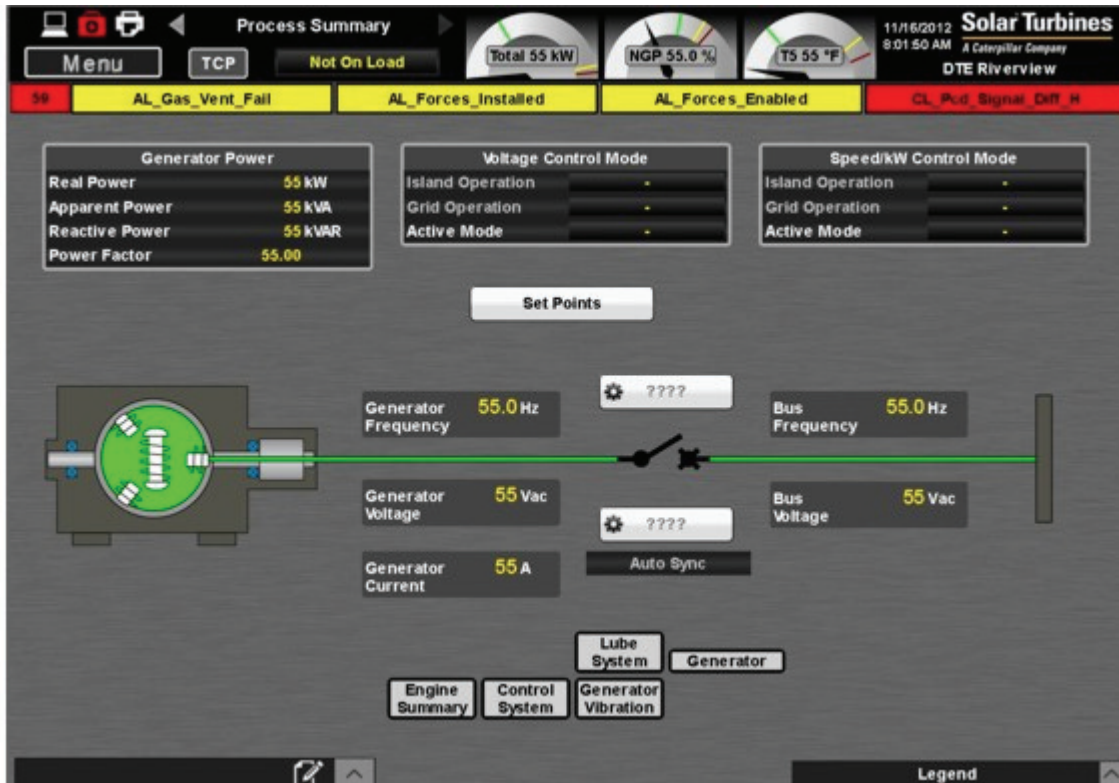 Process Summary
Menu
TCP
Not On Load
Total 55 kW
NGP 55.0 %
T5 55 °F
11/16/2012
8:01:50 AM
Solar Turbines
A Caterpillar Company
DTE Riverview
59
AL_Gas_Vent_Fail
AL_Forces_Installed
AL_Forces_Enabled
CL_Pcd_Signal_Diff_H
Generator Power
Real Power 55 kW
Apparent Power 55 kVA
Reactive Power 55 kVAR
Power Factor 55.00
Voltage Control Mode
Island Operation -
Grid Operation -
Active Mode -
Speed/kW Control Mode
Island Operation -
Grid Operation -
Active Mode -
Set Points
Generator 55.0 Hz
Frequency
????
Bus 55.0 Hz
Frequency
Generator 55 Vac
Voltage
????
Bus 55 Vac
Voltage
Auto Sync
Generator 55 A
Current
Lube
System
Generator
Engine
Summary
Control
System
Generator
Vibration
Legend